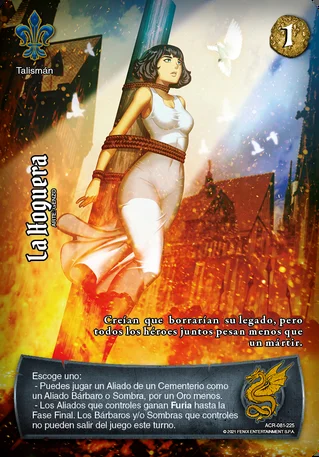 1
Talismán
La Hoguera
Creían que borrarían su legado, pero
todos los héroes juntos pesan menos que
un mártir.
Escoge uno:
- Puedes jugar un Aliado de un Cementerio como
un Aliado Bárbaro o Sombra, por un Oro menos.
- Los Aliados que controles ganan Furia hasta la
Fase Final. Los Bárbaros y/o Sombras que controles
no pueden salir del juego este turno.
ACR-081-225
© 2021 FENIX ENTERTAINMENT S.P.A.